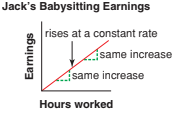 Jack's Babysitting Earnings
rises at a constant rate
same increase
same increase
Earnings
Hours worked